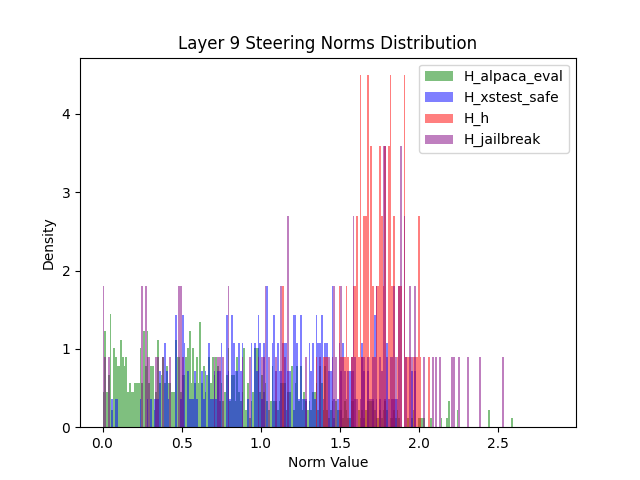 Layer 9 Steering Norms Distribution
H_alpaca_eval
H_xstest_safe
H_h
H_jailbreak
Density
4
3
2
1
0
0.0 0.5 1.0 1.5 2.0 2.5
Norm Value